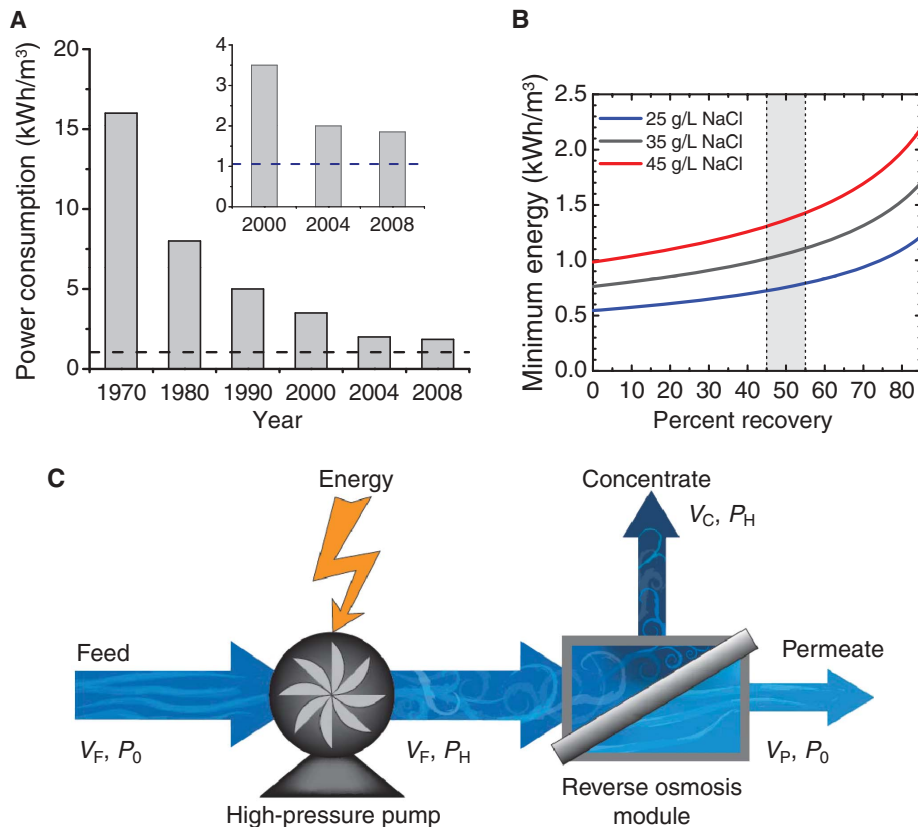 A
Power consumption (kWh/m³)
20
15
10
5
0
1970 1980 1990 2000 2004 2008
Year
4
3
2
1
0
2000 2004 2008
B
Minimum energy (kWh/m³)
2.5
2.0
1.5
1.0
0.5
0.0
25 g/L NaCl
35 g/L NaCl
45 g/L NaCl
0 10 20 30 40 50 60 70 80
Percent recovery
C
Energy
Concentrate
V_C, P_H
Feed
Permeate
V_F, P_0
V_F, P_H
V_P, P_0
High-pressure pump
Reverse osmosis
module